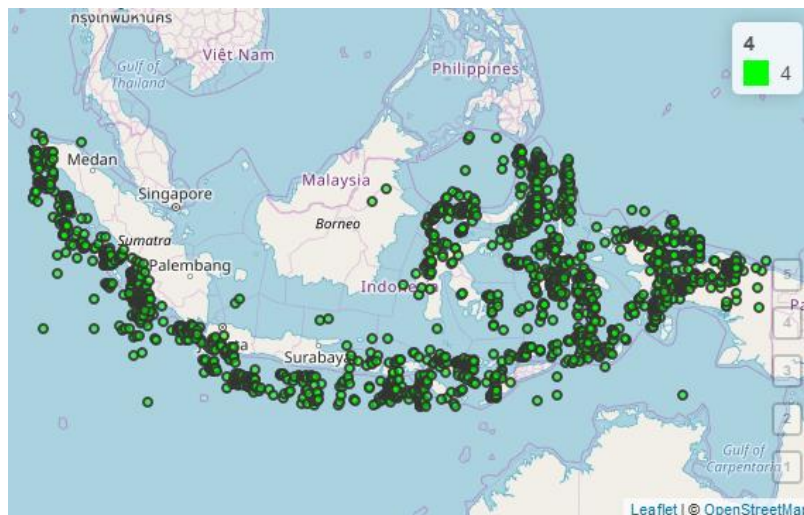 กรุงเทพมหานคร
Việt Nam
Gulf of
Thailand
Philippines
4
4
Medan
Malaysia
Singapore
Borneo
Sumatra
Palembang
5
4
Surabaya
3
2
Gulf of
Carpentaria
1
Leaflet | © OpenStreetMap